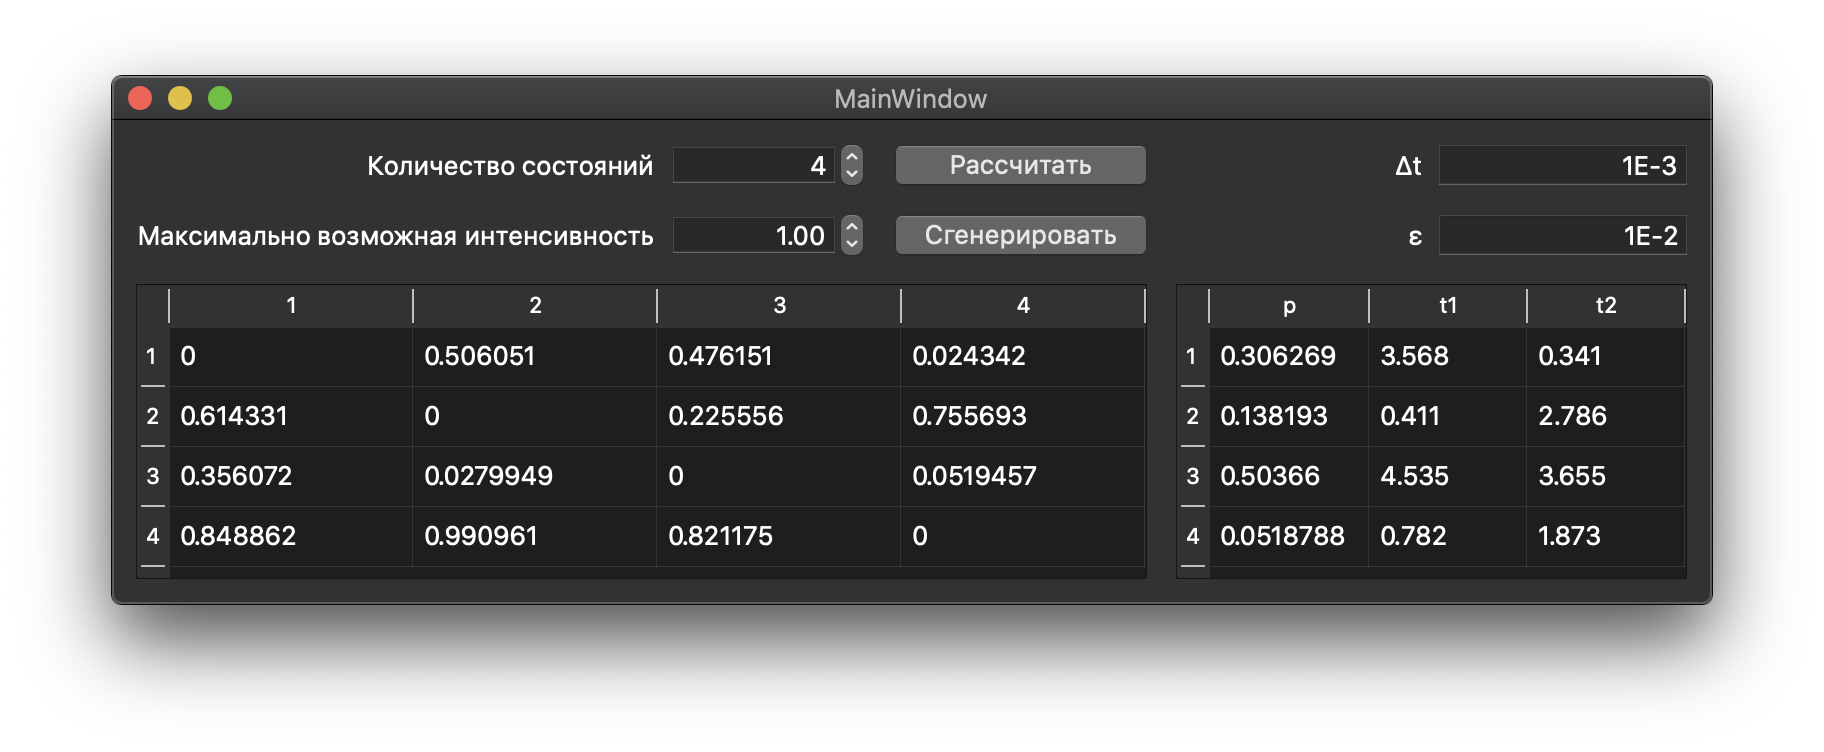 MainWindow
Количество состояний 4 Рассчитать Δt 1E-3
Максимально возможная интенсивность 1.00 Сгенерировать ε 1E-2
1 2 3 4
1 0 0.506051 0.476151 0.024342
2 0.614331 0 0.225556 0.755693
3 0.356072 0.0279949 0 0.0519457
4 0.848862 0.990961 0.821175 0
p t1 t2
1 0.306269 3.568 0.341
2 0.138193 0.411 2.786
3 0.50366 4.535 3.655
4 0.0518788 0.782 1.873